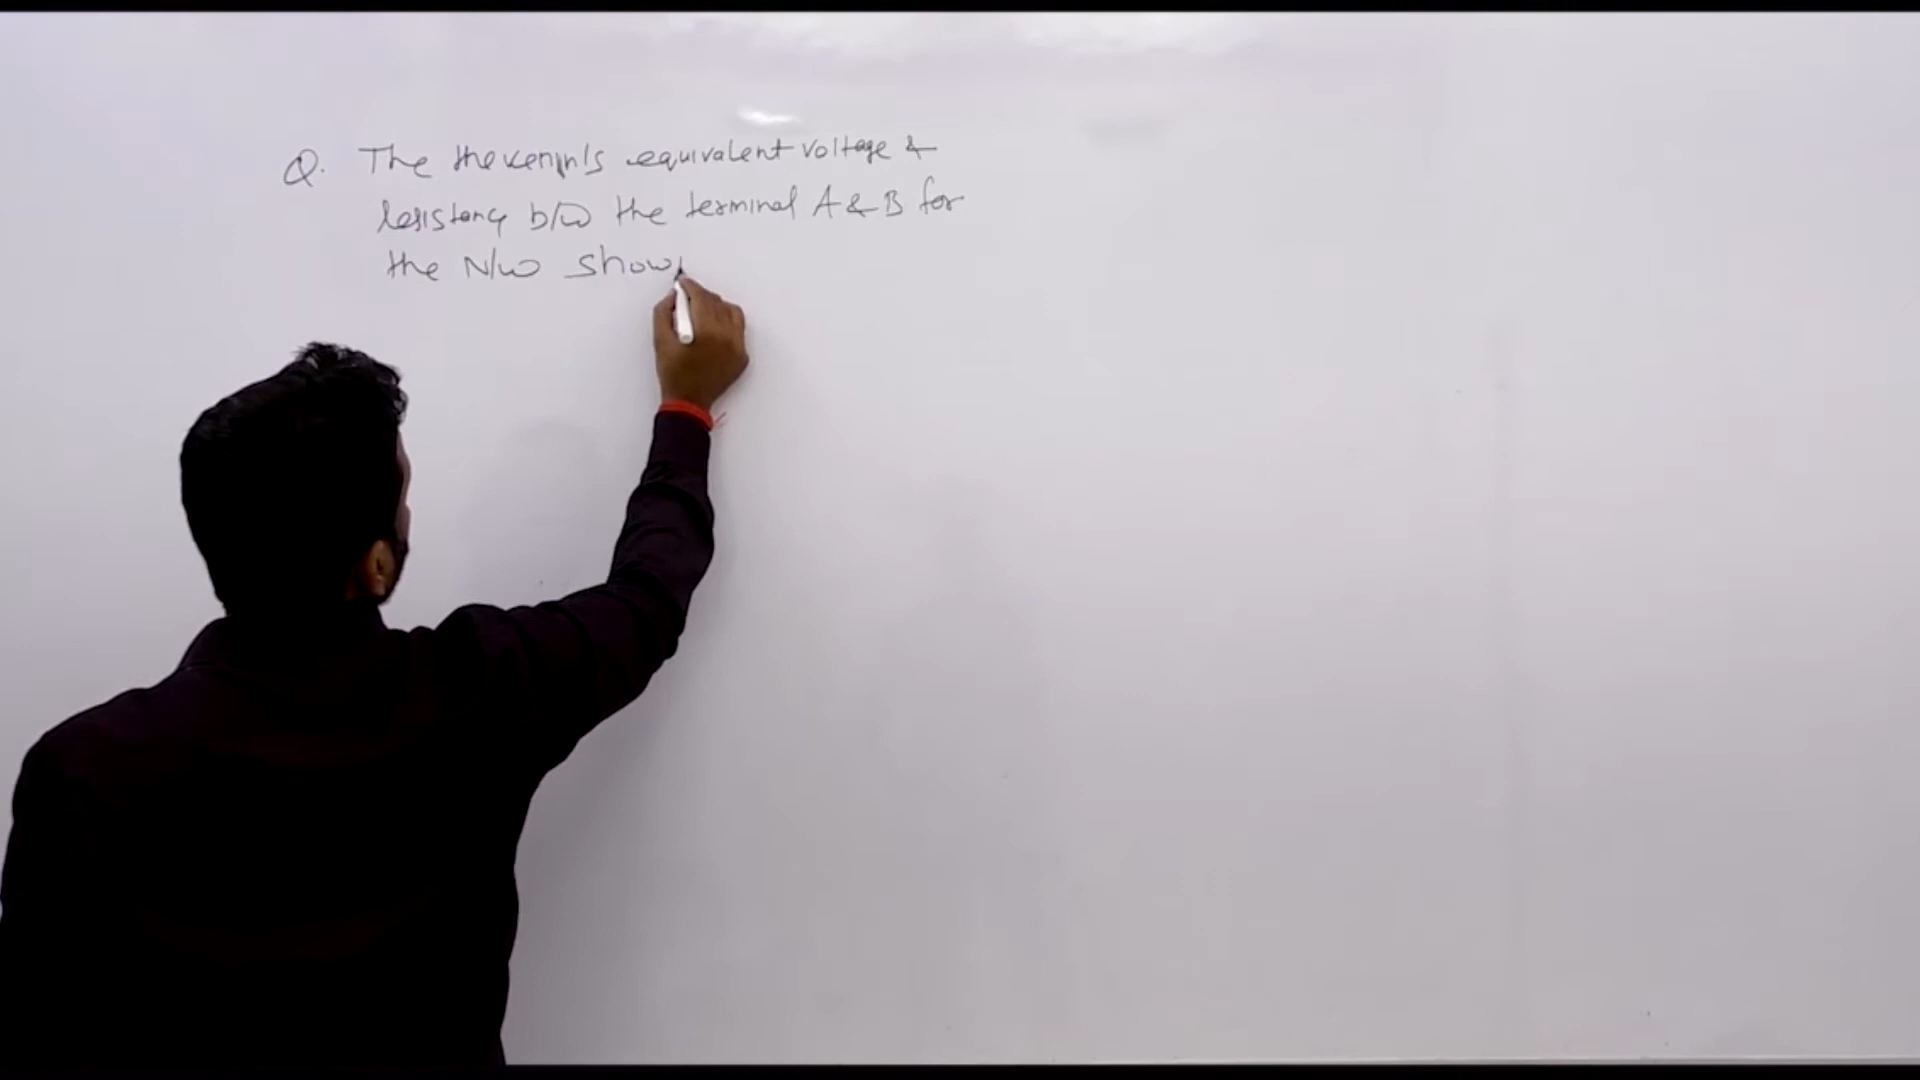 Q. The thevenin's equivalent voltage &
resistance b/w the terminal A & B for
the N/w show